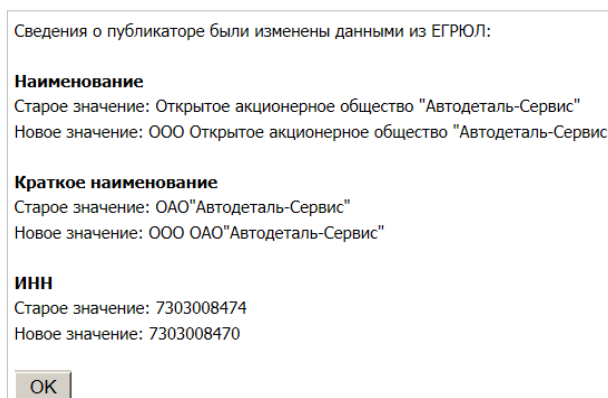 Сведения о публикаторе были изменены данными из ЕГРЮЛ:
Наименование
Старое значение: Открытое акционерное общество "Автодеталь-Сервис"
Новое значение: ООО Открытое акционерное общество "Автодеталь-Сервис
Краткое наименование
Старое значение: ОАО"Автодеталь-Сервис"
Новое значение: ООО ОАО"Автодеталь-Сервис"
ИНН
Старое значение: 7303008474
Новое значение: 7303008470
OK